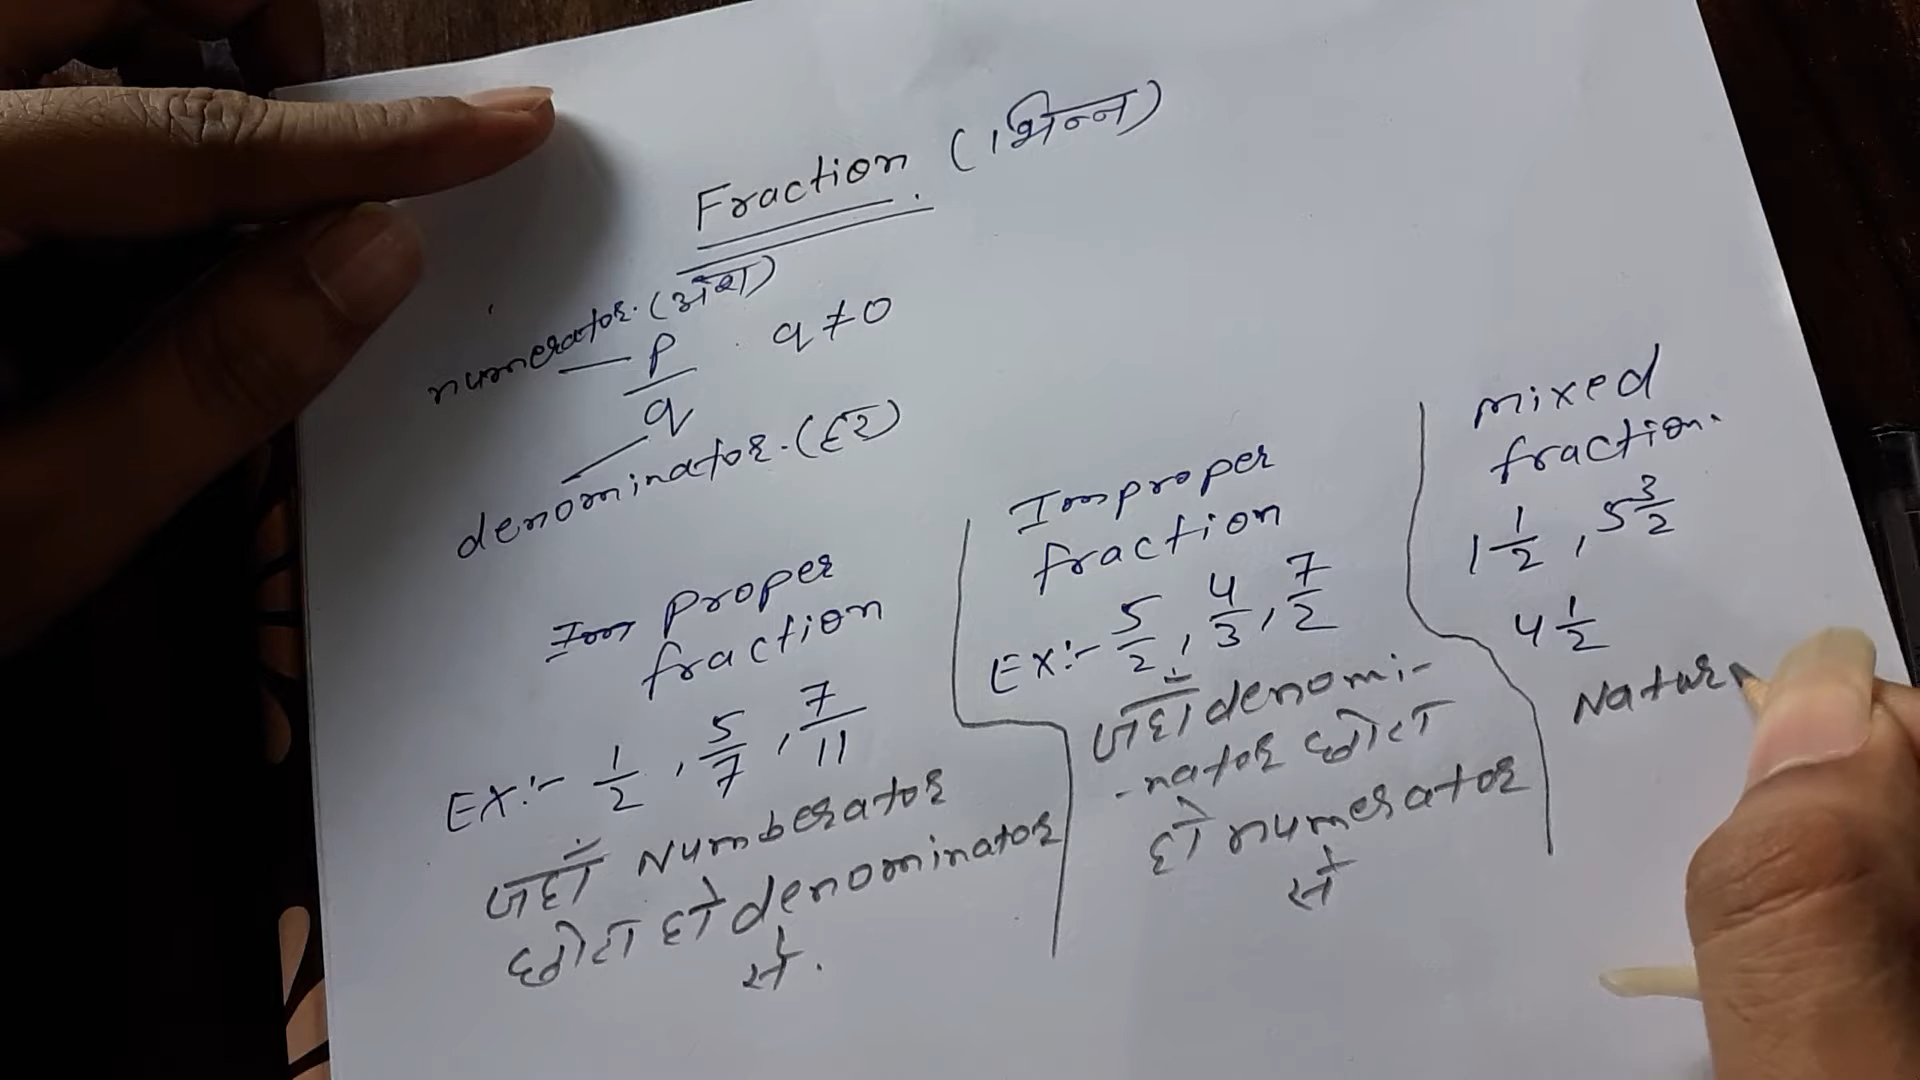 Fraction (भिन्न)
numerator. (अंश)
p/q q ≠ 0
denominator. (हर)
Proper
fraction
Ex:- 1/2, 5/7, 7/11
जहाँ Numberator
छोटा हो denominator
से.
Improper
fraction
Ex:- 5/2, 4/3, 7/2
जहाँ denomi-
-nator छोटा
हो numerator
से
mixed
fraction.
1 1/2, 5 3/2
4 1/2
Natur